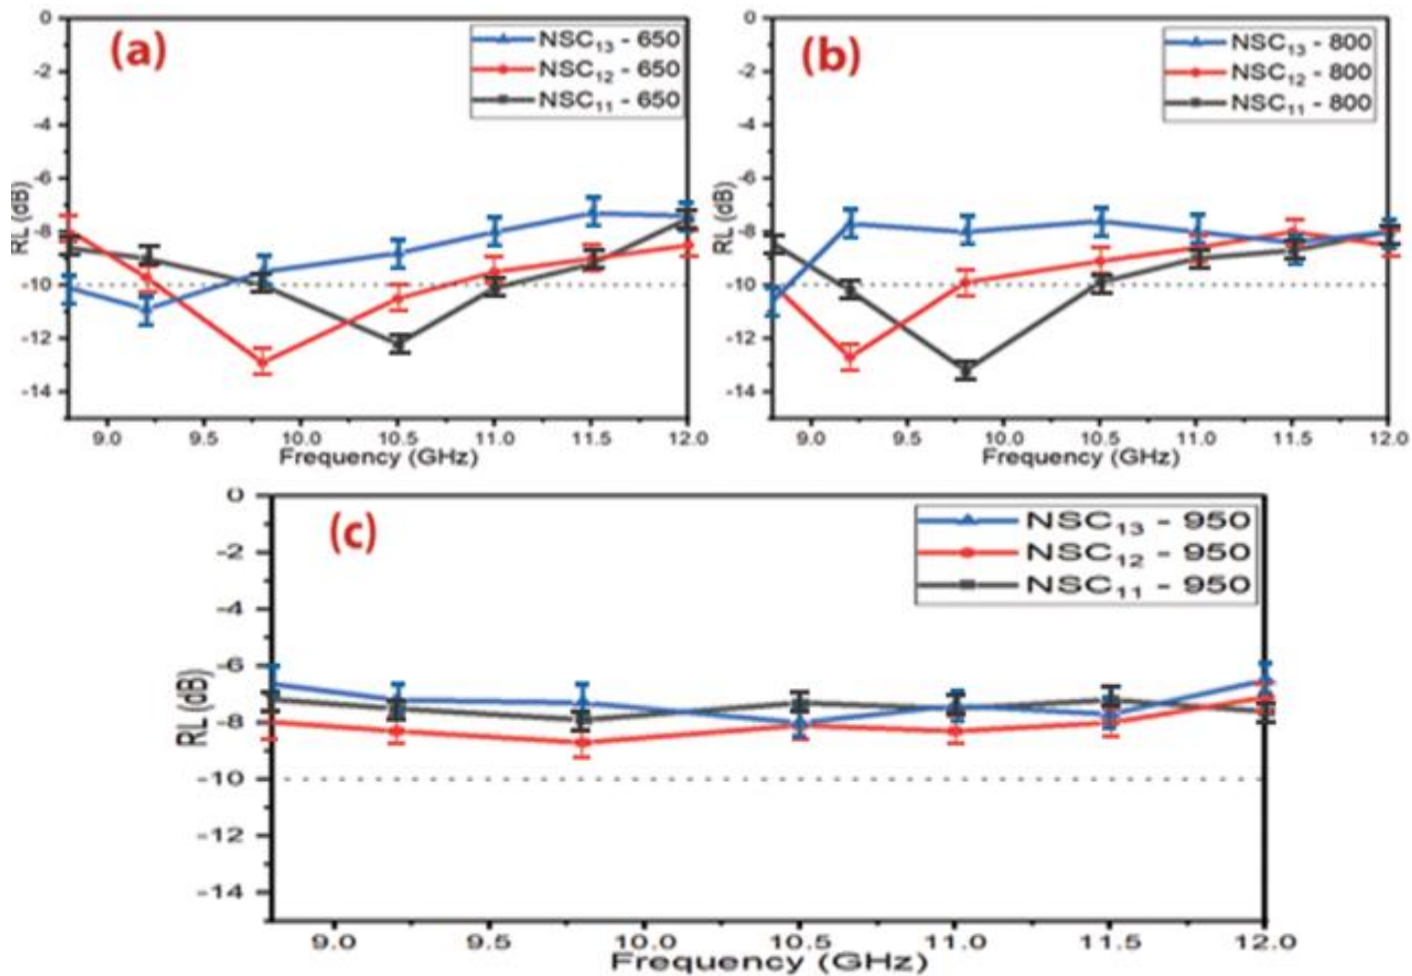 (a)
NSC₁₃ - 650
NSC₁₂ - 650
NSC₁₁ - 650
0
-2
-4
-6
-8
-10
-12
-14
RL (dB)
9.0 9.5 10.0 10.5 11.0 11.5 12.0
Frequency (GHz)
(b)
NSC₁₃ - 800
NSC₁₂ - 800
NSC₁₁ - 800
0
-2
-4
-6
-8
-10
-12
-14
RL (dB)
9.0 9.5 10.0 10.5 11.0 11.5 12.0
Frequency (GHz)
(c)
NSC₁₃ - 950
NSC₁₂ - 950
NSC₁₁ - 950
0
-2
-4
-6
-8
-10
-12
-14
RL (dB)
9.0 9.5 10.0 10.5 11.0 11.5 12.0
Frequency (GHz)